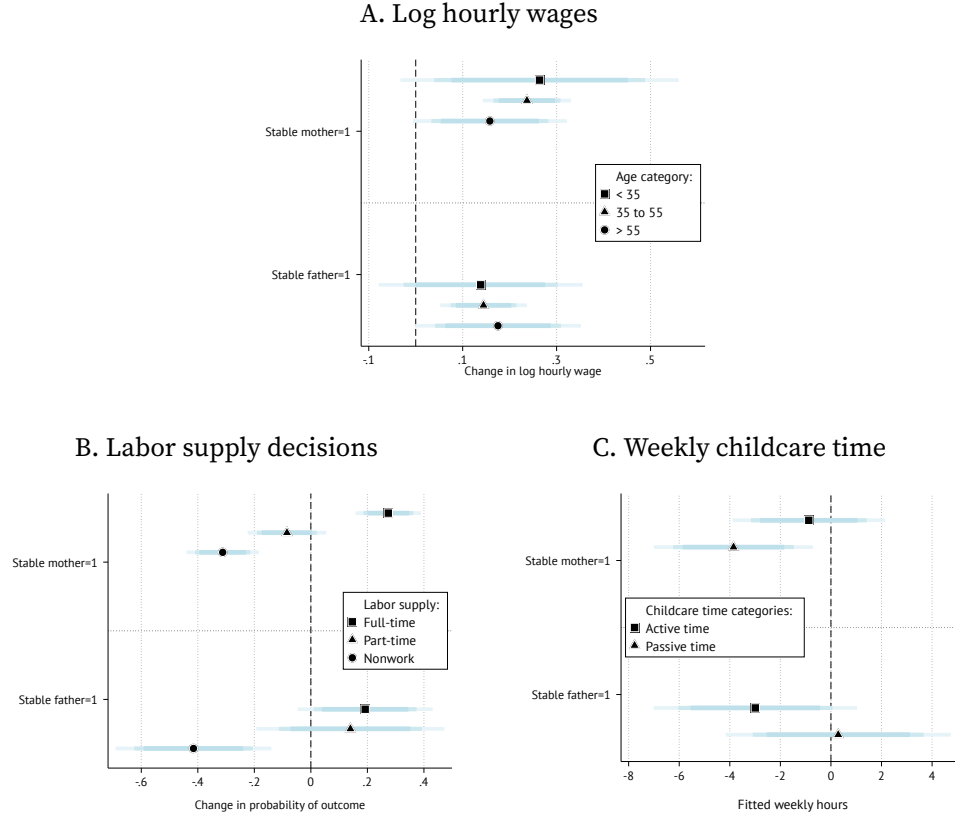 A. Log hourly wages
Stable mother=1
Age category:
< 35
35 to 55
> 55
Stable father=1
-.1 .1 .3 .5
Change in log hourly wage
B. Labor supply decisions
Stable mother=1
Labor supply:
Full-time
Part-time
Nonwork
Stable father=1
-.6 -.4 -.2 0 .2 .4
Change in probability of outcome
C. Weekly childcare time
Stable mother=1
Childcare time categories:
Active time
Passive time
Stable father=1
-8 -6 -4 -2 0 2 4
Fitted weekly hours